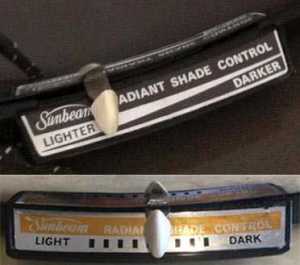 Sunbeam RADIANT SHADE CONTROL
LIGHTER DARKER
Sunbeam RADIANT SHADE CONTROL
LIGHT DARK